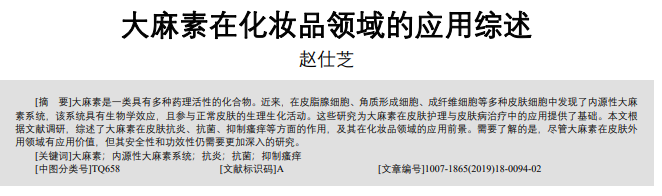 大麻素在化妆品领域的应用综述
赵仕芝
[摘　要]大麻素是一类具有多种药理活性的化合物。近来，在皮脂腺细胞、角质形成细胞、成纤维细胞等多种皮肤细胞中发现了内源性大麻
素系统，该系统具有生物学效应，且参与正常皮肤的生理生化活动。这些研究为大麻素在皮肤护理与皮肤病治疗中的应用提供了基础。本文根
据文献调研，综述了大麻素在皮肤抗炎、抗菌、抑制瘙痒等方面的作用，及其在化妆品领域的应用前景。需要了解的是，尽管大麻素在皮肤外
用领域有应用价值，但其安全性和功效性仍需要更加深入的研究。
[关键词]大麻素；内源性大麻素系统；抗炎；抗菌；抑制瘙痒
[中图分类号]TQ658 [文献标识码]A [文章编号]1007-1865(2019)18-0094-02